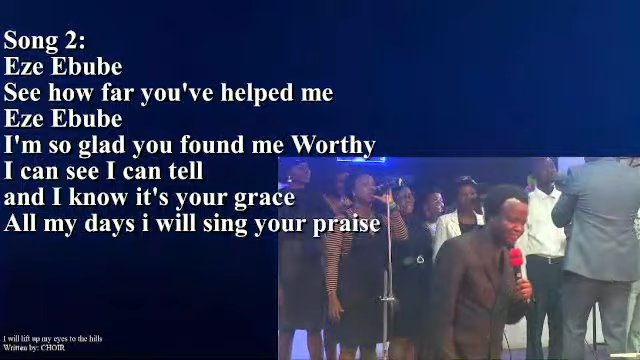 Song 2:
Eze Ebube
See how far you've helped me
Eze Ebube
I'm so glad you found me Worthy
I can see I can tell
and I know it's your grace
All my days i will sing your praise
I will lift up my eyes to the hills
Written by: CHOIR